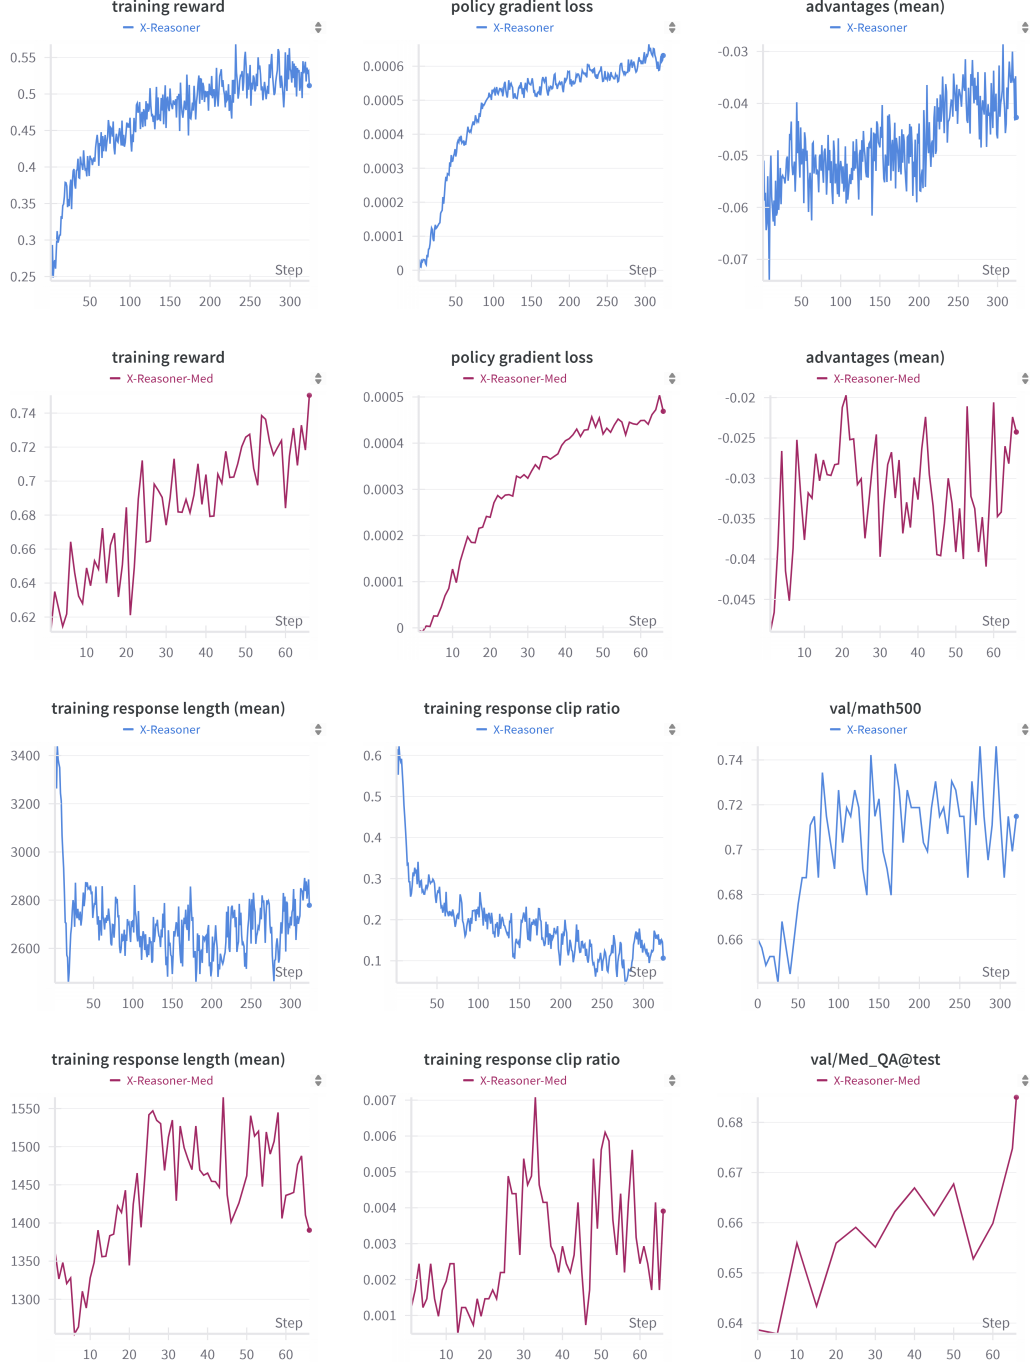 training reward
X-Reasoner
0.55
0.5
0.45
0.4
0.35
0.3
0.25
Step
50 100 150 200 250 300
policy gradient loss
X-Reasoner
0.0006
0.0005
0.0004
0.0003
0.0002
0.0001
0
Step
50 100 150 200 250 300
advantages (mean)
X-Reasoner
-0.03
-0.04
-0.05
-0.06
-0.07
Step
50 100 150 200 250 300
training reward
X-Reasoner-Med
0.74
0.72
0.7
0.68
0.66
0.64
0.62
Step
10 20 30 40 50 60
policy gradient loss
X-Reasoner-Med
0.0005
0.0004
0.0003
0.0002
0.0001
0
Step
10 20 30 40 50 60
advantages (mean)
X-Reasoner-Med
-0.02
-0.025
-0.03
-0.035
-0.04
-0.045
Step
10 20 30 40 50 60
training response length (mean)
X-Reasoner
3400
3200
3000
2800
2600
Step
50 100 150 200 250 300
training response clip ratio
X-Reasoner
0.6
0.5
0.4
0.3
0.2
0.1
Step
50 100 150 200 250 300
val/math500
X-Reasoner
0.74
0.72
0.7
0.68
0.66
Step
0 50 100 150 200 250 300
training response length (mean)
X-Reasoner-Med
1550
1500
1450
1400
1350
1300
Step
10 20 30 40 50 60
training response clip ratio
X-Reasoner-Med
0.007
0.006
0.005
0.004
0.003
0.002
0.001
Step
10 20 30 40 50 60
val/Med_QA@test
X-Reasoner-Med
0.68
0.67
0.66
0.65
0.64
Step
0 10 20 30 40 50 60